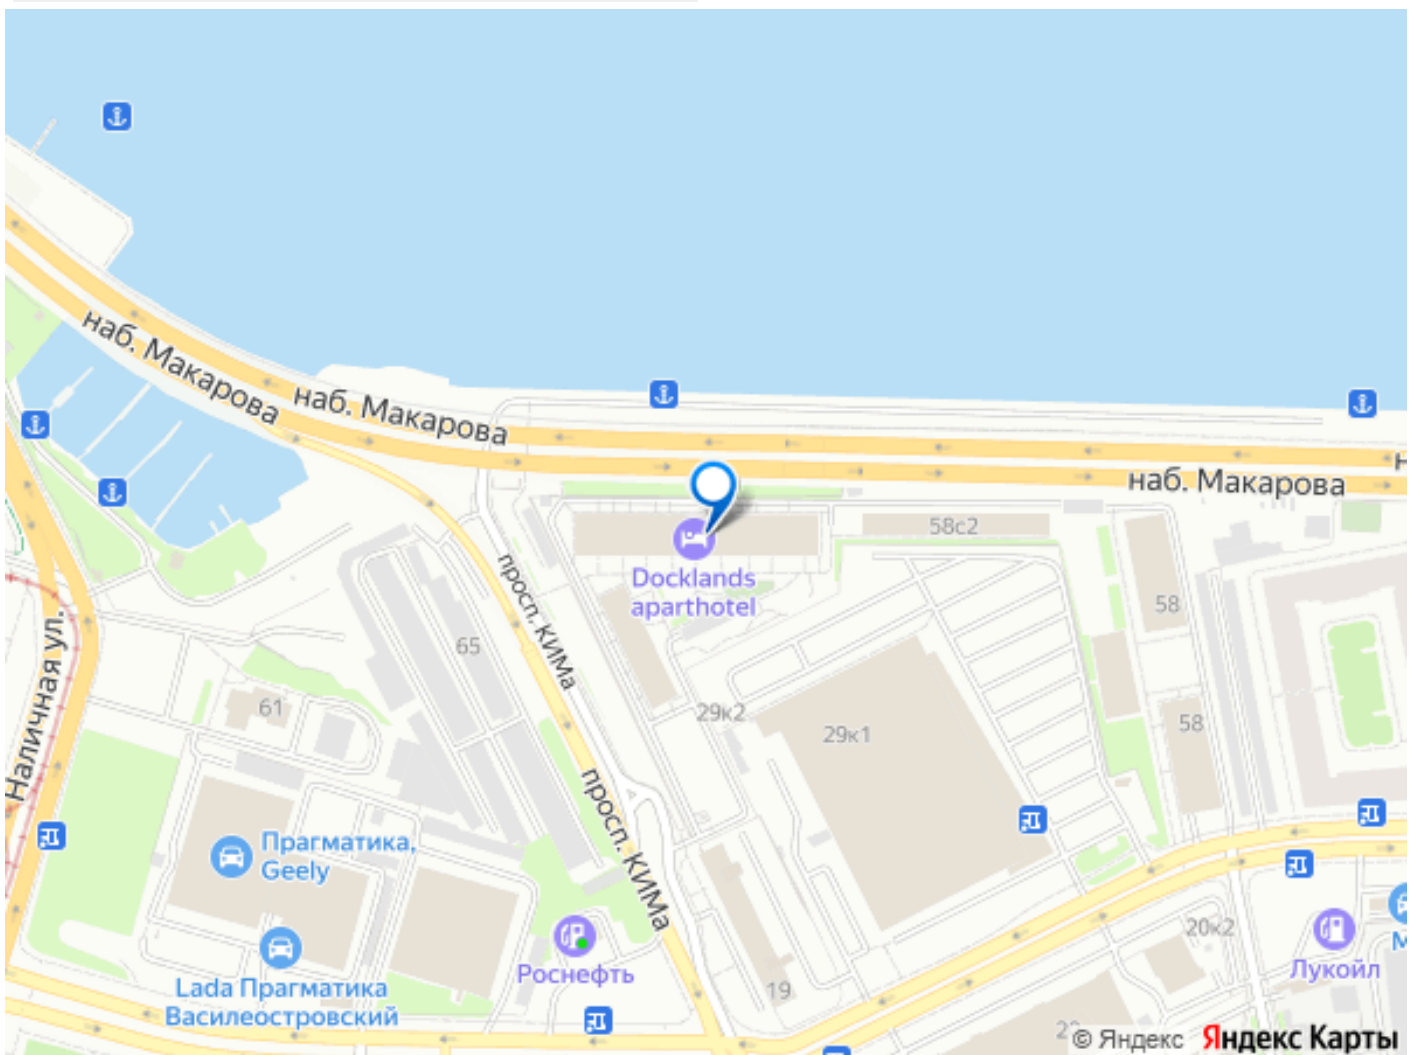 наб. Макарова
наб. Макарова
наб. Макарова
н
58с2
Docklands
aparthotel
просп. КИМа
58
65
Наличная ул.
61
29к2
29к1
58
просп. КИМа
Прагматика,
Geely
20к2
Роснефть
Лукойл
М
19
Lada Прагматика
Василеостровский
© Яндекс Яндекс Карты